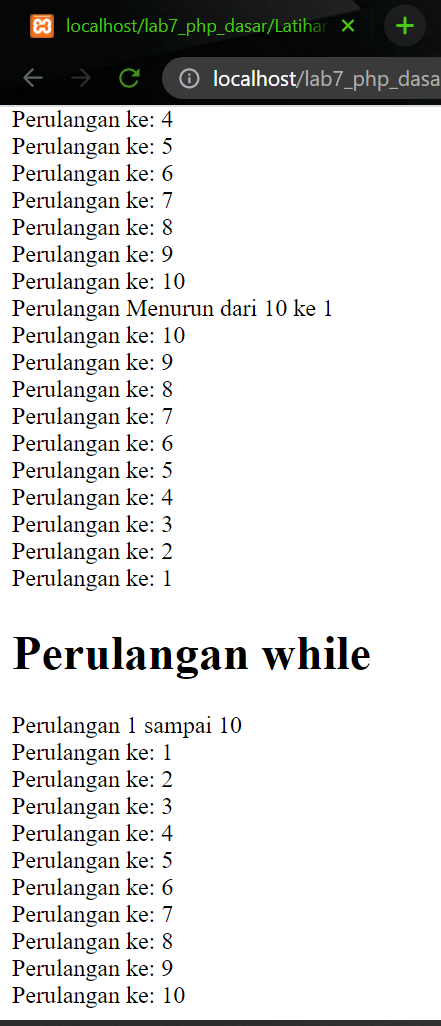 localhost/lab7_php_dasar/Latihan
localhost/lab7_php_dasa
Perulangan ke: 4
Perulangan ke: 5
Perulangan ke: 6
Perulangan ke: 7
Perulangan ke: 8
Perulangan ke: 9
Perulangan ke: 10
Perulangan Menurun dari 10 ke 1
Perulangan ke: 10
Perulangan ke: 9
Perulangan ke: 8
Perulangan ke: 7
Perulangan ke: 6
Perulangan ke: 5
Perulangan ke: 4
Perulangan ke: 3
Perulangan ke: 2
Perulangan ke: 1
Perulangan while
Perulangan 1 sampai 10
Perulangan ke: 1
Perulangan ke: 2
Perulangan ke: 3
Perulangan ke: 4
Perulangan ke: 5
Perulangan ke: 6
Perulangan ke: 7
Perulangan ke: 8
Perulangan ke: 9
Perulangan ke: 10